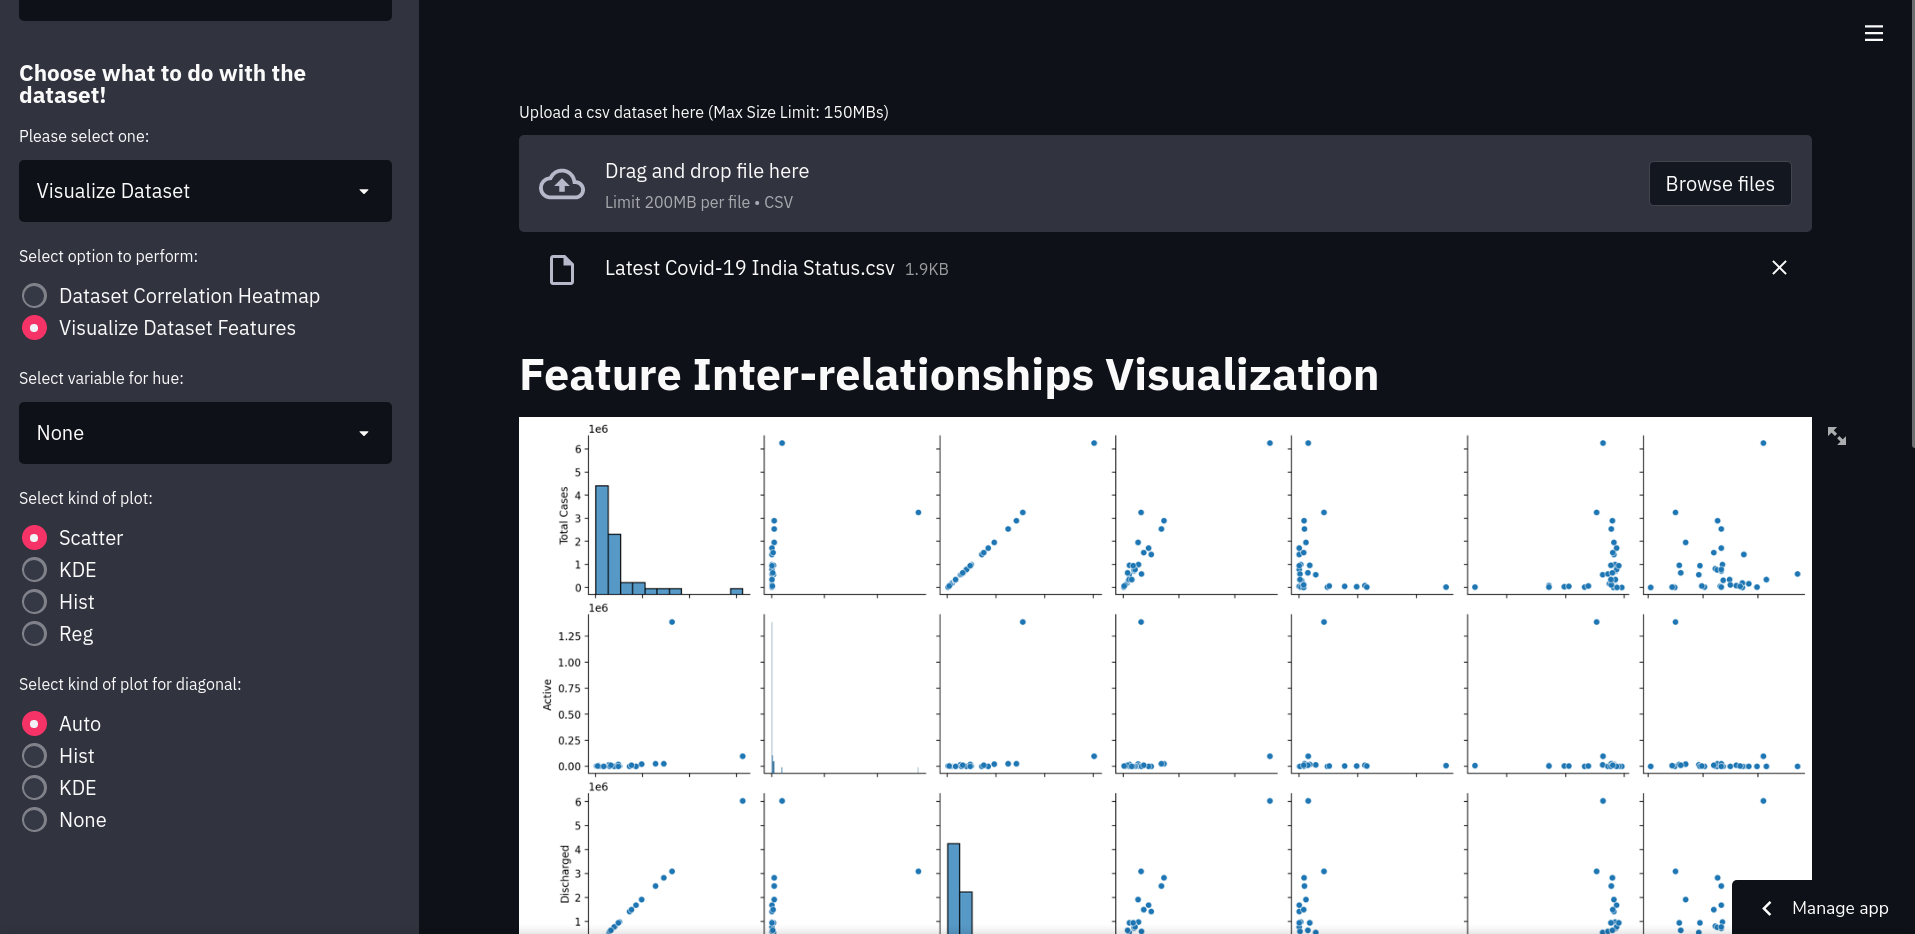 Choose what to do with the
dataset!
Please select one:
Visualize Dataset
Select option to perform:
Dataset Correlation Heatmap
Visualize Dataset Features
Select variable for hue:
None
Select kind of plot:
Scatter
KDE
Hist
Reg
Select kind of plot for diagonal:
Auto
Hist
KDE
None
Upload a csv dataset here (Max Size Limit: 150MBs)
Drag and drop file here
Limit 200MB per file • CSV
Browse files
Latest Covid-19 India Status.csv 1.9KB
Feature Inter-relationships Visualization
1e6
6
5
4
3
2
1
0
Total Cases
1e6
1.25
1.00
0.75
0.50
0.25
0.00
Active
1e6
6
5
4
3
2
1
Discharged
Manage app